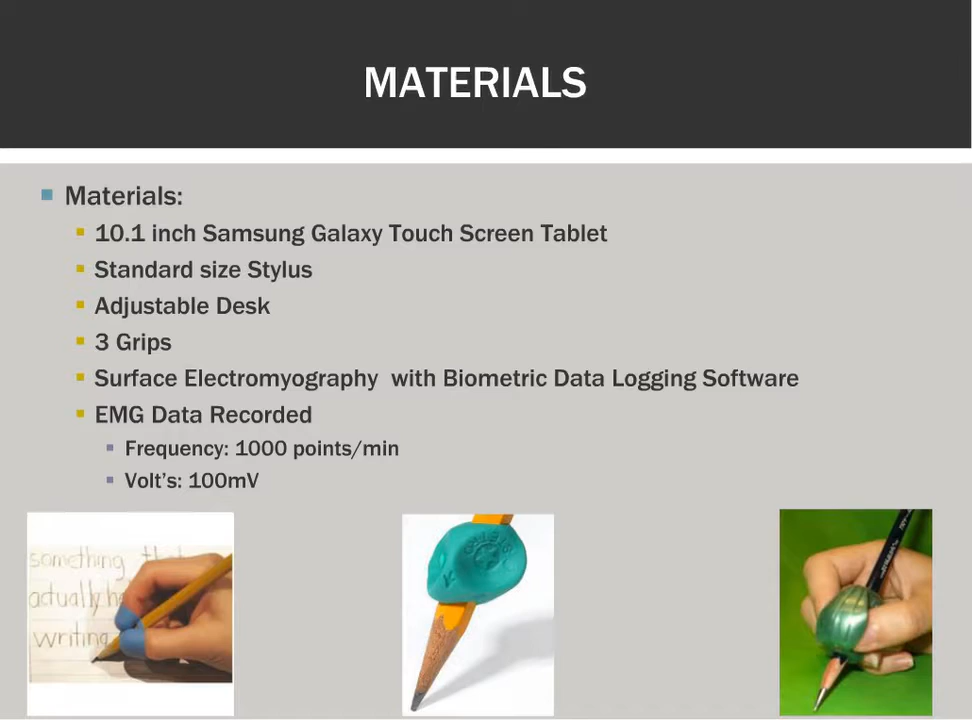 MATERIALS
Materials:
10.1 inch Samsung Galaxy Touch Screen Tablet
Standard size Stylus
Adjustable Desk
3 Grips
Surface Electromyography with Biometric Data Logging Software
EMG Data Recorded
Frequency: 1000 points/min
Volt's: 100mV
something
actually
writing